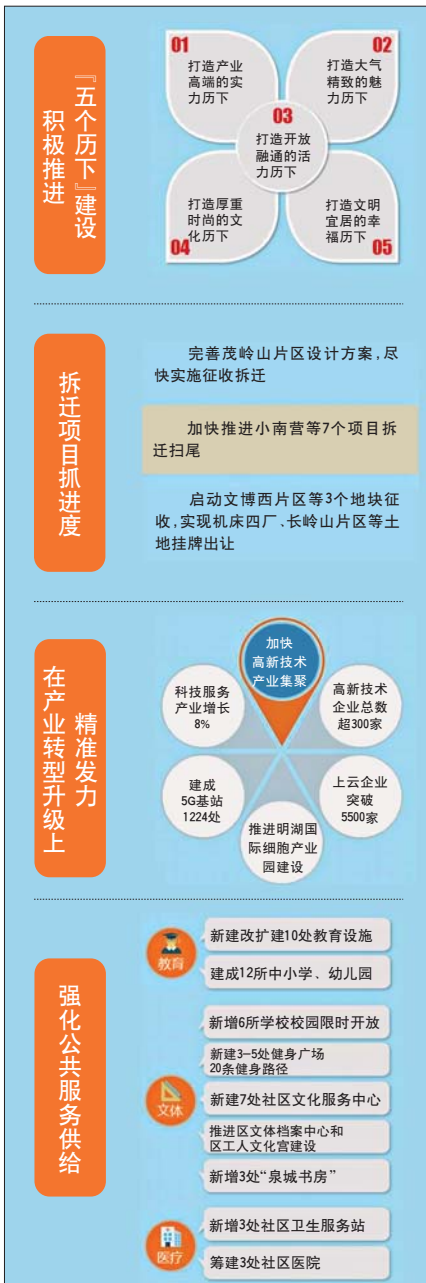 积极推进
『五个历下』建设
01
打造产业
高端的实
力历下
02
打造大气
精致的魅
力历下
03
打造开放
融通的活
力历下
打造厚重
时尚的文
化历下
04
打造文明
宜居的幸
福历下
05
拆迁项目抓进度
完善茂岭山片区设计方案,尽
快实施征收拆迁
加快推进小南营等7个项目拆
迁扫尾
启动文博西片区等3个地块征
收,实现机床四厂、长岭山片区等土
地挂牌出让
在产业转型升级上
精准发力
加快
高新技术
产业集聚
科技服务
产业增长
8%
高新技术
企业总数
超300家
建成
5G基站
1224处
上云企业
突破
5500家
推进明湖国
际细胞产业
园建设
强化公共服务供给
教育
新建改扩建10处教育设施
建成12所中小学、幼儿园
文体
新增6所学校校园限时开放
新建3-5处健身广场
20条健身路径
新建7处社区文化服务中心
推进区文体档案中心和
区工人文化宫建设
新增3处“泉城书房”
医疗
新增3处社区卫生服务站
筹建3处社区医院